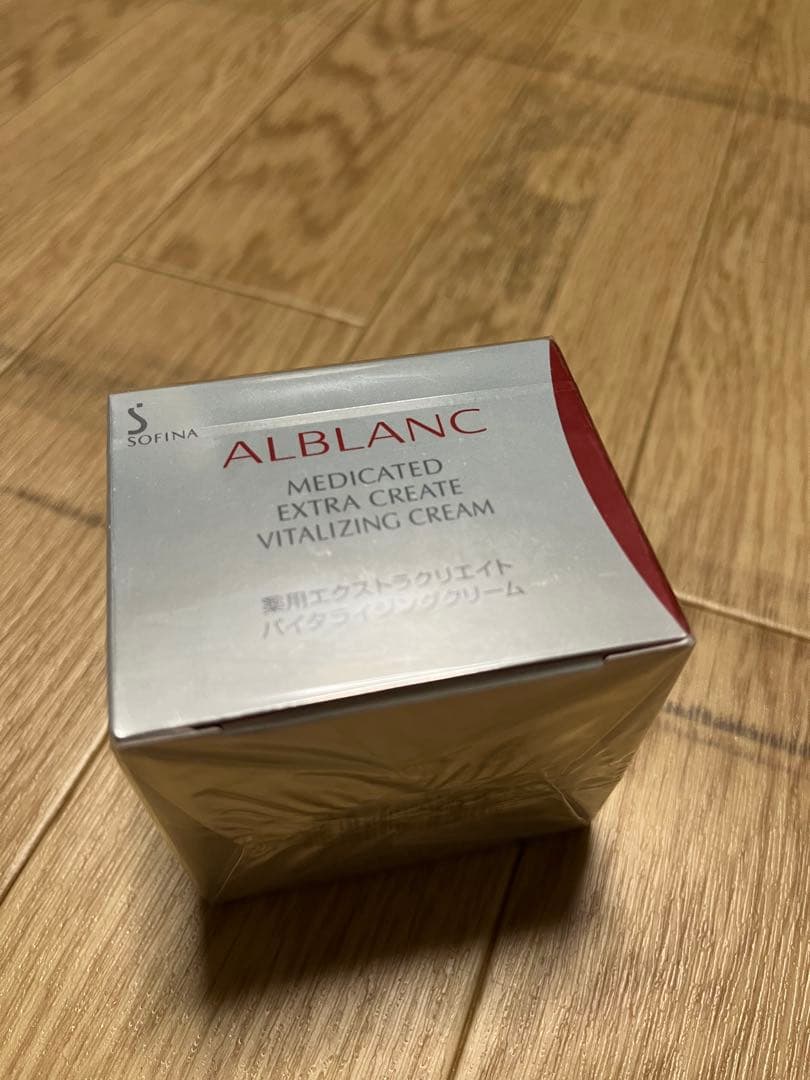 SOFINA
ALBLANC
MEDICATED
EXTRA CREATE
VITALIZING CREAM
薬用エクストラクリエイト
バイタライジングクリーム